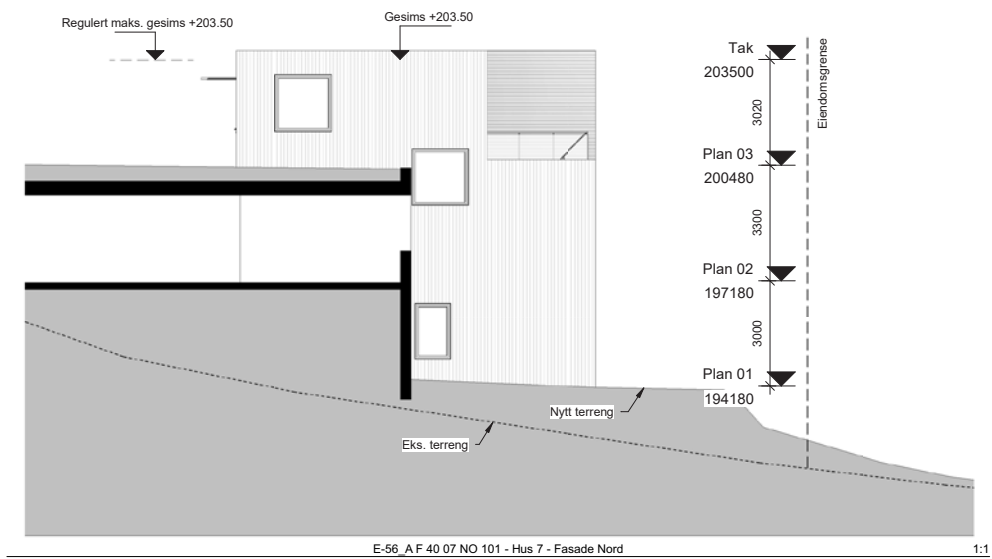 Regulert maks. gesims +203.50
Gesims +203.50
Tak
203500
3020
Eiendomsgrense
Plan 03
200480
3300
Plan 02
197180
3000
Plan 01
194180
Nytt terreng
Eks. terreng
E-56_A F 40 07 NO 101 - Hus 7 - Fasade Nord
1:1